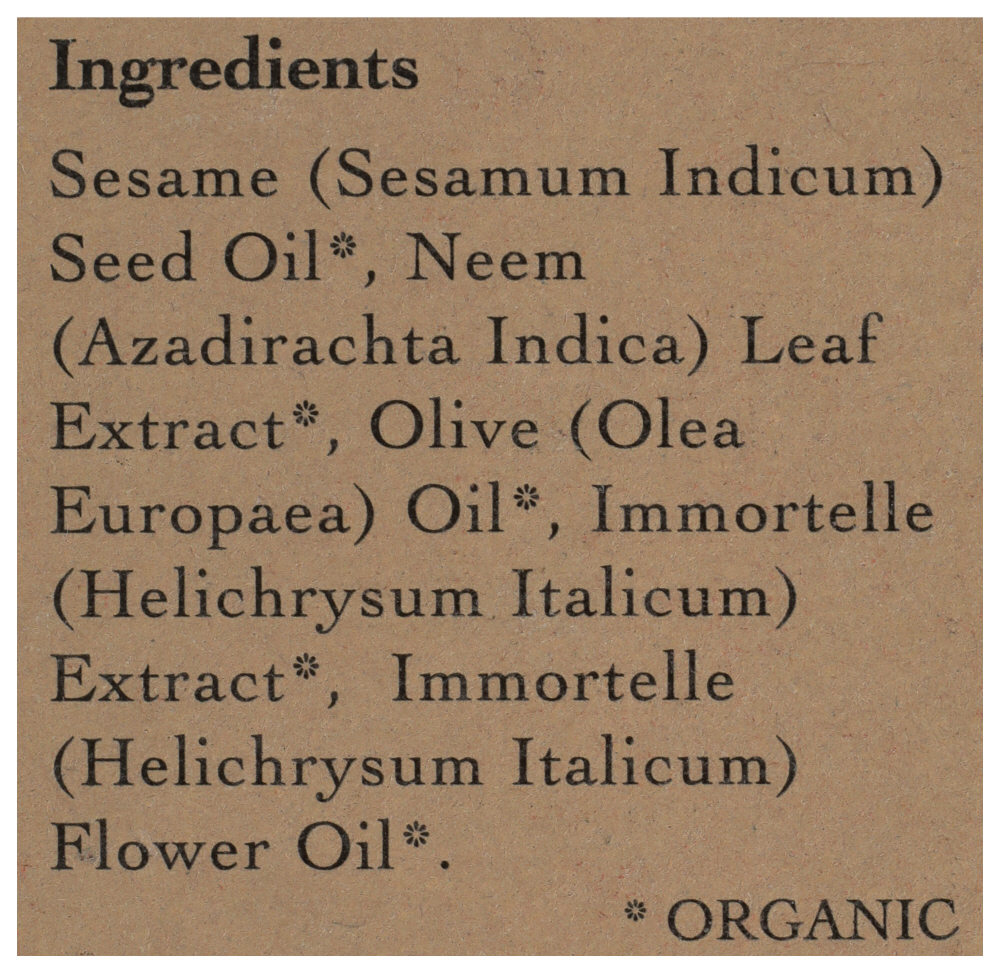 Ingredients
Sesame (Sesamum Indicum)
Seed Oil*, Neem
(Azadirachta Indica) Leaf
Extract*, Olive (Olea
Europaea) Oil*, Immortelle
(Helichrysum Italicum)
Extract*, Immortelle
(Helichrysum Italicum)
Flower Oil*.
* ORGANIC